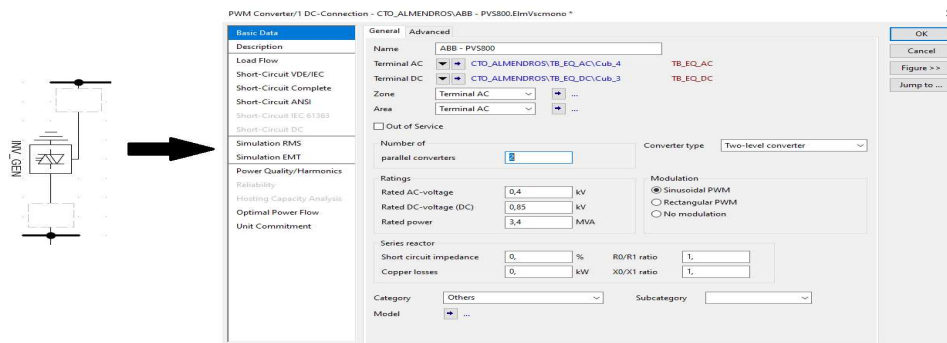 PWM Converter/1 DC-Connection - CTO_ALMENDROS\ABB - PVS800.ElmVscmono *
Basic Data
Description
Load Flow
Short-Circuit VDE/IEC
Short-Circuit Complete
Short-Circuit ANSI
Short-Circuit IEC 61363
Short-Circuit DC
Simulation RMS
Simulation EMT
Power Quality/Harmonics
Reliability
Hosting Capacity Analysis
Optimal Power Flow
Unit Commitment
General Advanced
Name ABB - PVS800
Terminal AC CTO_ALMENDROS\TB_EQ_AC\Cub_4 TB_EQ_AC
Terminal DC CTO_ALMENDROS\TB_EQ_DC\Cub_3 TB_EQ_DC
Zone Terminal AC ...
Area Terminal AC ...
Out of Service
Number of
parallel converters 2
Converter type Two-level converter
Ratings
Rated AC-voltage 0,4 kV
Rated DC-voltage (DC) 0,85 kV
Rated power 3,4 MVA
Modulation
Sinusoidal PWM
Rectangular PWM
No modulation
Series reactor
Short circuit impedance 0, % R0/R1 ratio 1,
Copper losses 0, kW X0/X1 ratio 1,
Category Others Subcategory
Model ...
OK
Cancel
Figure >>
Jump to ...
INV_GEN